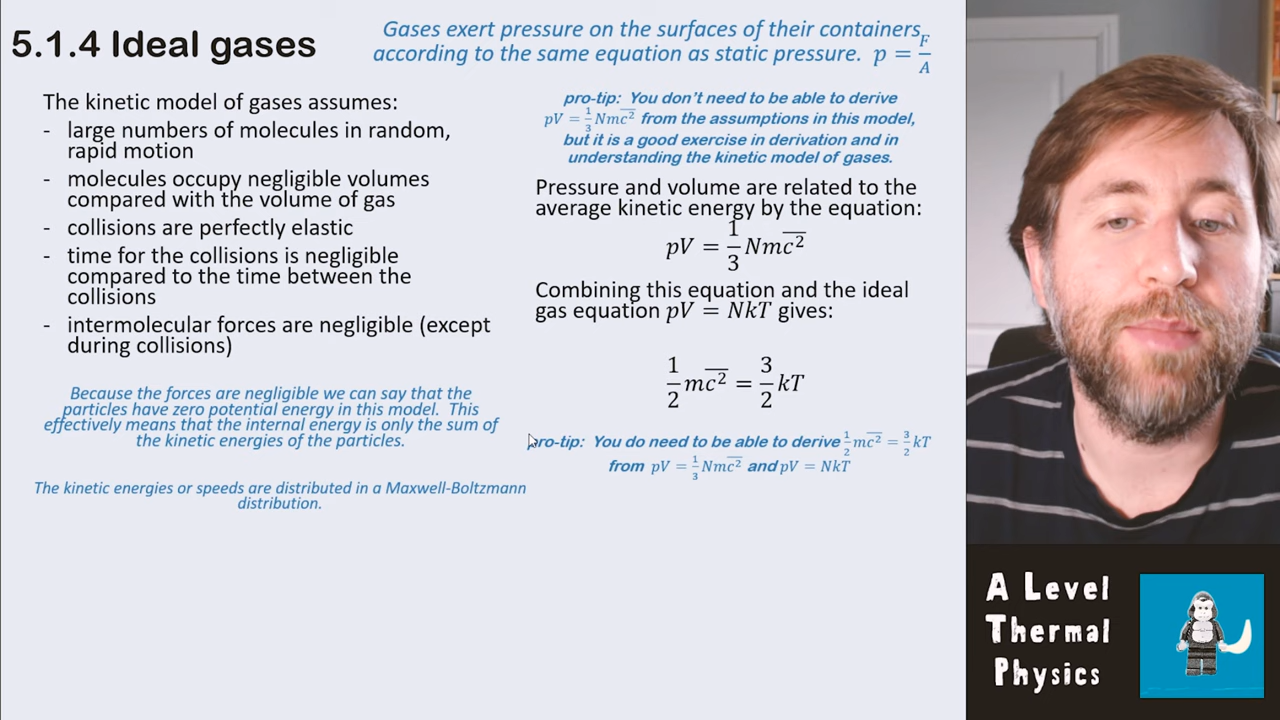 5.1.4 Ideal gases
Gases exert pressure on the surfaces of their containers,
according to the same equation as static pressure. p = F/A
The kinetic model of gases assumes:
- large numbers of molecules in random,
rapid motion
- molecules occupy negligible volumes
compared with the volume of gas
- collisions are perfectly elastic
- time for the collisions is negligible
compared to the time between the
collisions
- intermolecular forces are negligible (except
during collisions)
Because the forces are negligible we can say that the
particles have zero potential energy in this model. This
effectively means that the internal energy is only the sum of
the kinetic energies of the particles.
The kinetic energies or speeds are distributed in a Maxwell-Boltzmann
distribution.
pro-tip: You don't need to be able to derive
pV = 1/3 Nmc̅² from the assumptions in this model,
but it is a good exercise in derivation and in
understanding the kinetic model of gases.
Pressure and volume are related to the
average kinetic energy by the equation:
pV = 1/3 Nmc̅²
Combining this equation and the ideal
gas equation pV = NkT gives:
1/2 mc̅² = 3/2 kT
pro-tip: You do need to be able to derive 1/2 mc̅² = 3/2 kT
from pV = 1/3 Nmc̅² and pV = NkT
A Level
Thermal
Physics